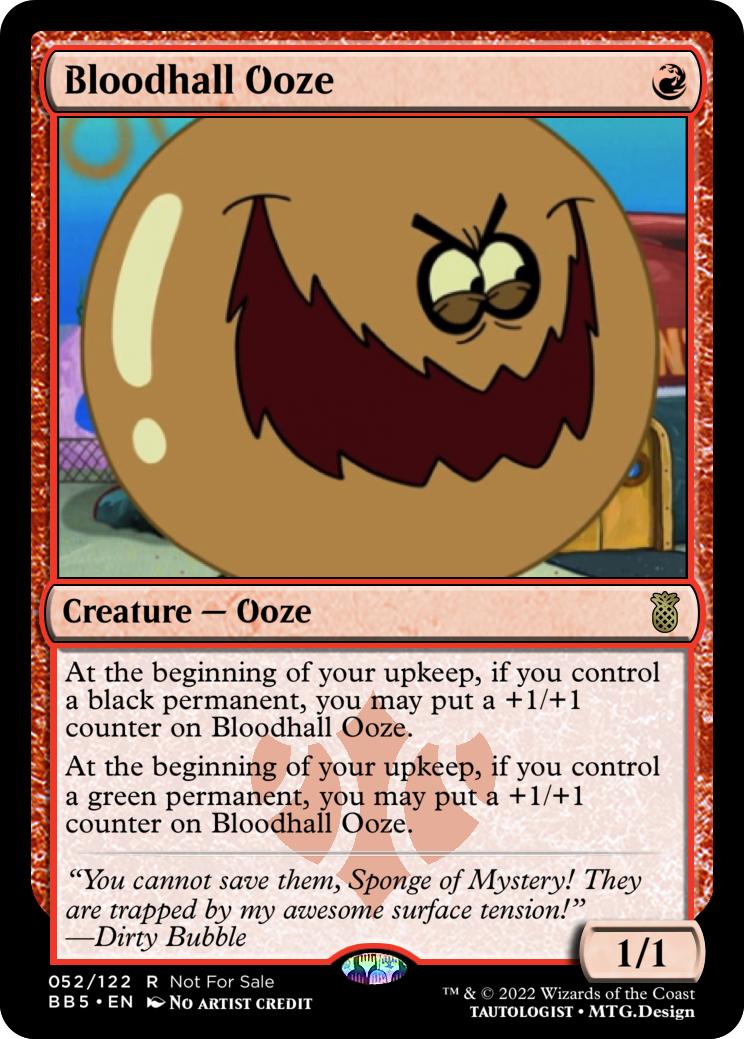 Bloodhall Ooze
Creature — Ooze
At the beginning of your upkeep, if you control
a black permanent, you may put a +1/+1
counter on Bloodhall Ooze.
At the beginning of your upkeep, if you control
a green permanent, you may put a +1/+1
counter on Bloodhall Ooze.
“You cannot save them, Sponge of Mystery! They
are trapped by my awesome surface tension!”
—Dirty Bubble
1/1
052/122 R Not For Sale
BB5 • EN No artist credit
™ & © 2022 Wizards of the Coast
TAUTOLOGIST • MTG.Design